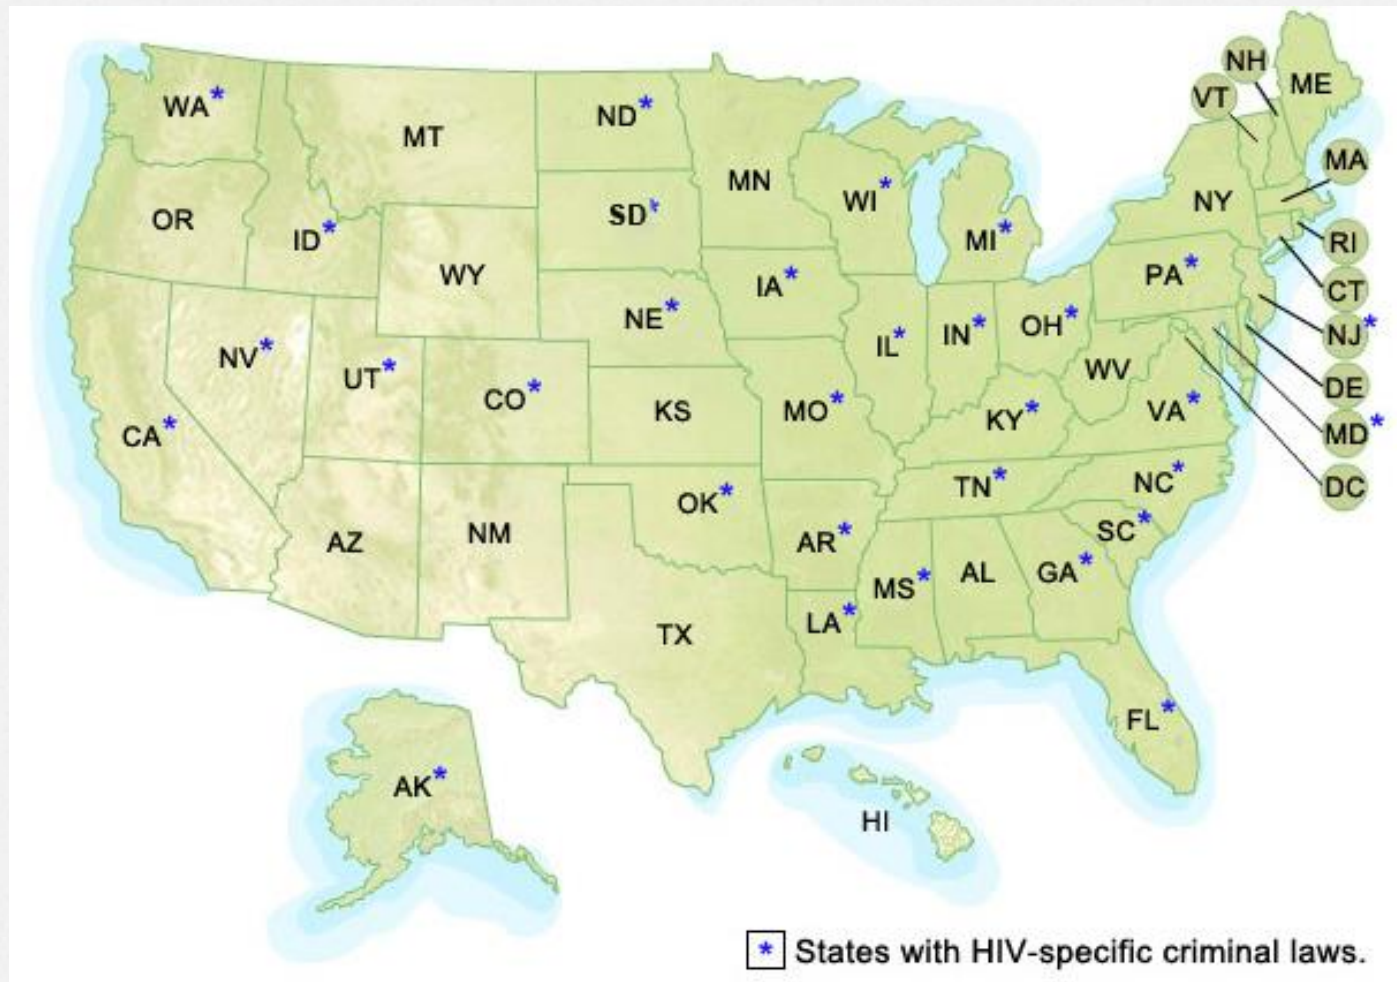 NH
ME
VT
WA*
ND*
MT
MN
MA
WI*
OR
SD*
NY
ID*
MI*
RI
WY
IA*
PA*
CT
NE*
NV*
IL*
IN*
OH*
NJ*
UT*
WV
DE
CO*
KS
MO*
KY*
VA*
CA*
MD*
TN*
NC*
DC
OK*
AZ
NM
AR*
SC*
MS*
AL
GA*
TX
LA*
FL*
AK*
HI
* States with HIV-specific criminal laws.